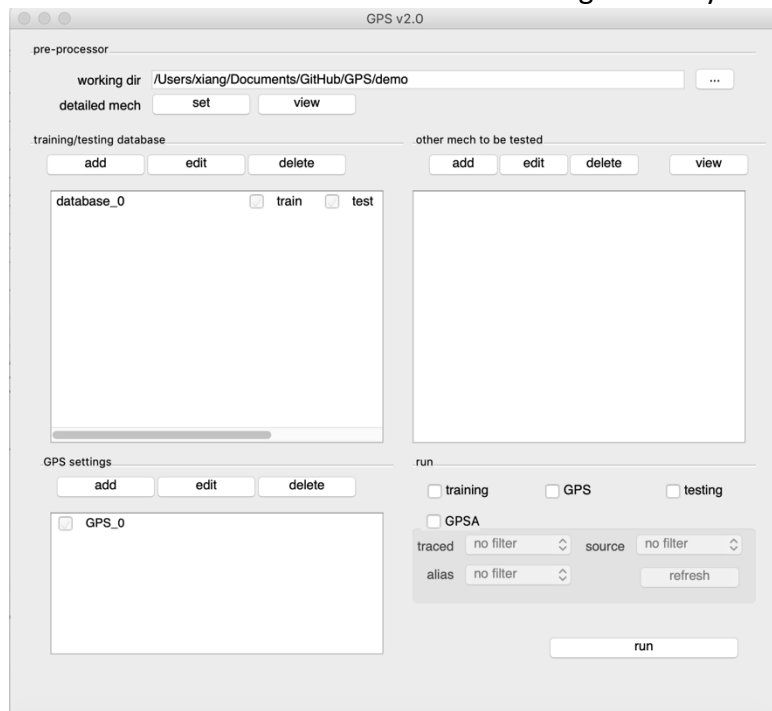 GPS v2.0
pre-processor
working dir /Users/xiang/Documents/GitHub/GPS/demo ...
detailed mech set view
training/testing database
add edit delete
database_0 train test
other mech to be tested
add edit delete view
GPS settings
add edit delete
GPS_0
run
training GPS testing
GPSA
traced no filter source no filter
alias no filter refresh
run